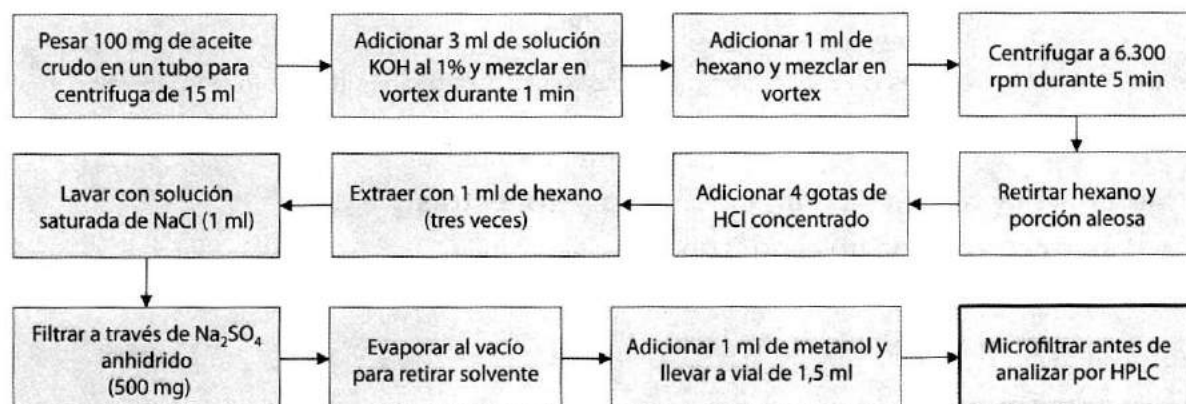 Pesar 100 mg de aceite
crudo en un tubo para
centrifuga de 15 ml
Adicionar 3 ml de solución
KOH al 1% y mezclar en
vortex durante 1 min
Adicionar 1 ml de
hexano y mezclar en
vortex
Centrifugar a 6.300
rpm durante 5 min
Retirtar hexano y
porción aleosa
Adicionar 4 gotas de
HCl concentrado
Extraer con 1 ml de hexano
(tres veces)
Lavar con solución
saturada de NaCl (1 ml)
Filtrar a través de Na₂SO₄
anhidrido
(500 mg)
Evaporar al vacío
para retirar solvente
Adicionar 1 ml de metanol y
llevar a vial de 1,5 ml
Microfiltrar antes de
analizar por HPLC